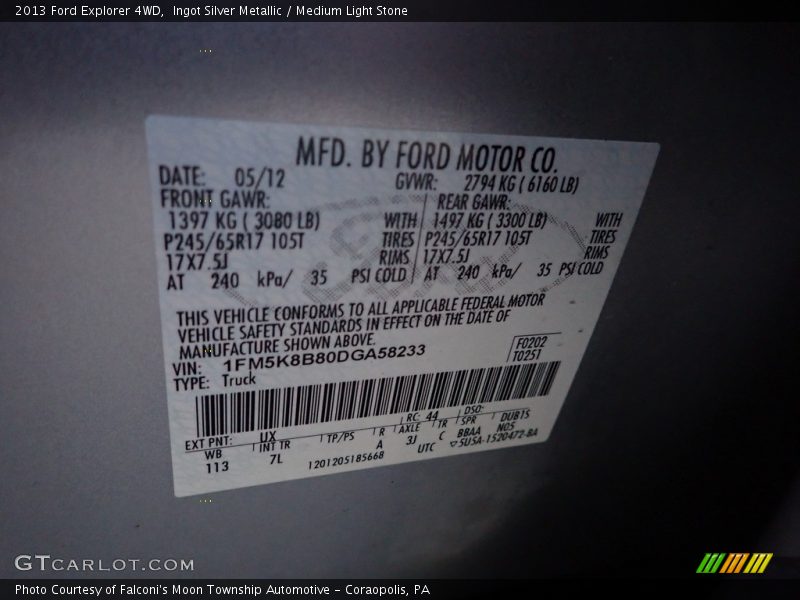 2013 Ford Explorer 4WD, Ingot Silver Metallic / Medium Light Stone
MFD. BY FORD MOTOR CO.
DATE: 05/12 GVWR: 2794 KG ( 6160 LB)
FRONT GAWR: REAR GAWR:
1397 KG ( 3080 LB) WITH 1497 KG ( 3300 LB) WITH
P245/65R17 105T TIRES P245/65R17 105T TIRES
17X7.5J RIMS 17X7.5J RIMS
AT 240 kPa/ 35 PSI COLD AT 240 kPa/ 35 PSI COLD
THIS VEHICLE CONFORMS TO ALL APPLICABLE FEDERAL MOTOR
VEHICLE SAFETY STANDARDS IN EFFECT ON THE DATE OF
MANUFACTURE SHOWN ABOVE.
F0202
VIN: 1FM5K8B80DGA58233
T0251
TYPE: Truck
EXT PNT: UX RC: 44 DSO:
WB INT TR TP/PS R AXLE TR SPR DUBTS
113 7L A 3J C BBAA N05
1201205185668 UTC 5U5A-1520472-BA
GTCARLOT.COM
Photo Courtesy of Falconi's Moon Township Automotive - Coraopolis, PA